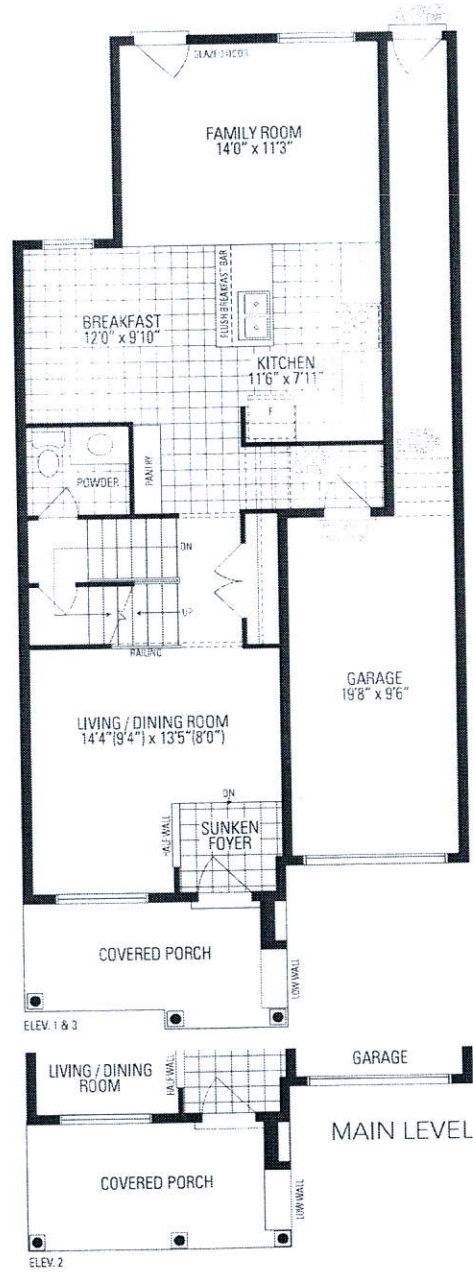 GLAZED DOOR
FAMILY ROOM
14'0" x 11'3"
FLUSH BREAKFAST BAR
BREAKFAST
12'0" x 9'10"
KITCHEN
11'6" x 7'11"
F
PANTRY
POWDER
DN
UP
RAILING
GARAGE
19'8" x 9'6"
LIVING / DINING ROOM
14'4"(9'4") x 13'5"(8'0")
DN
HALF WALL
SUNKEN
FOYER
COVERED PORCH
LOW WALL
ELEV. 1 & 3
LIVING / DINING
ROOM
HALF WALL
GARAGE
MAIN LEVEL
COVERED PORCH
LOW WALL
ELEV. 2